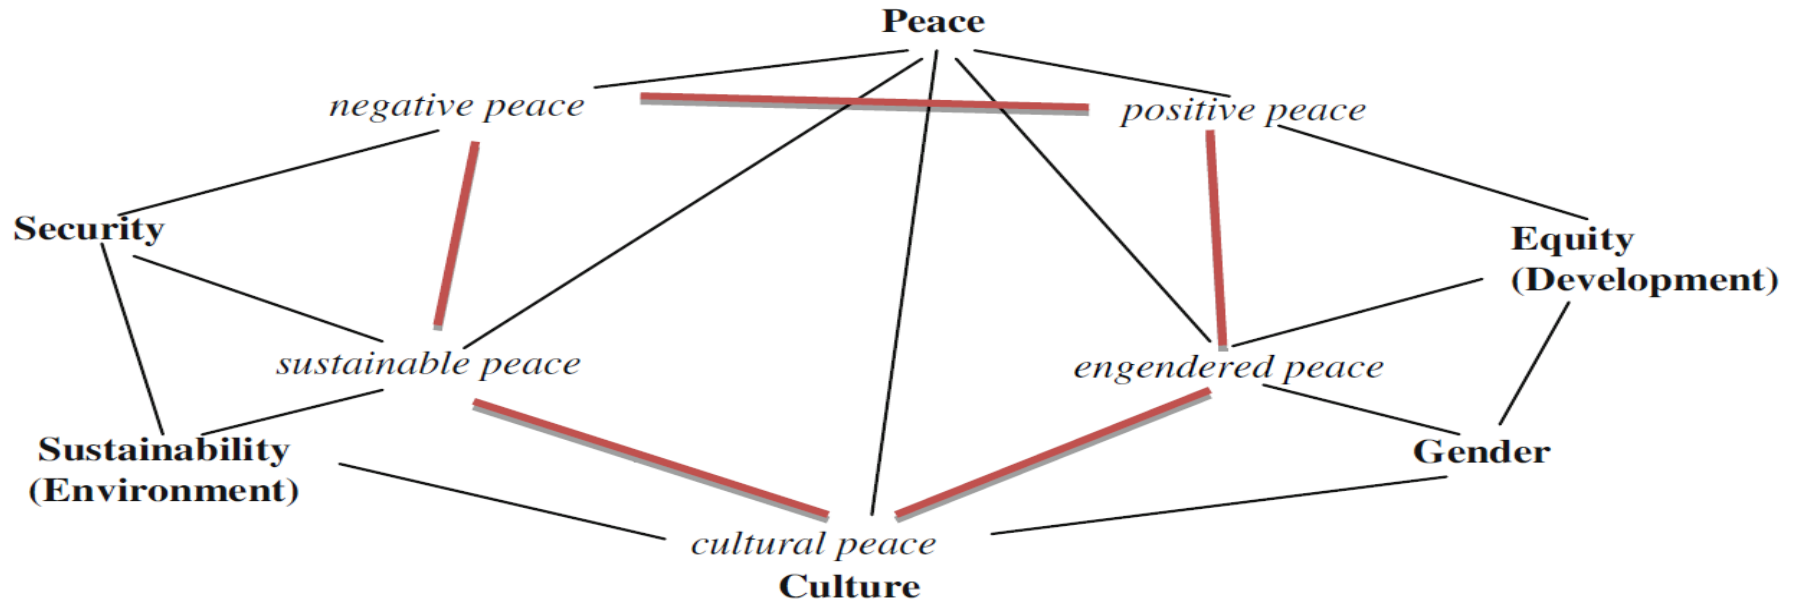 Peace
negative peace
positive peace
Security
Equity
(Development)
sustainable peace
engendered peace
Sustainability
(Environment)
Gender
cultural peace
Culture